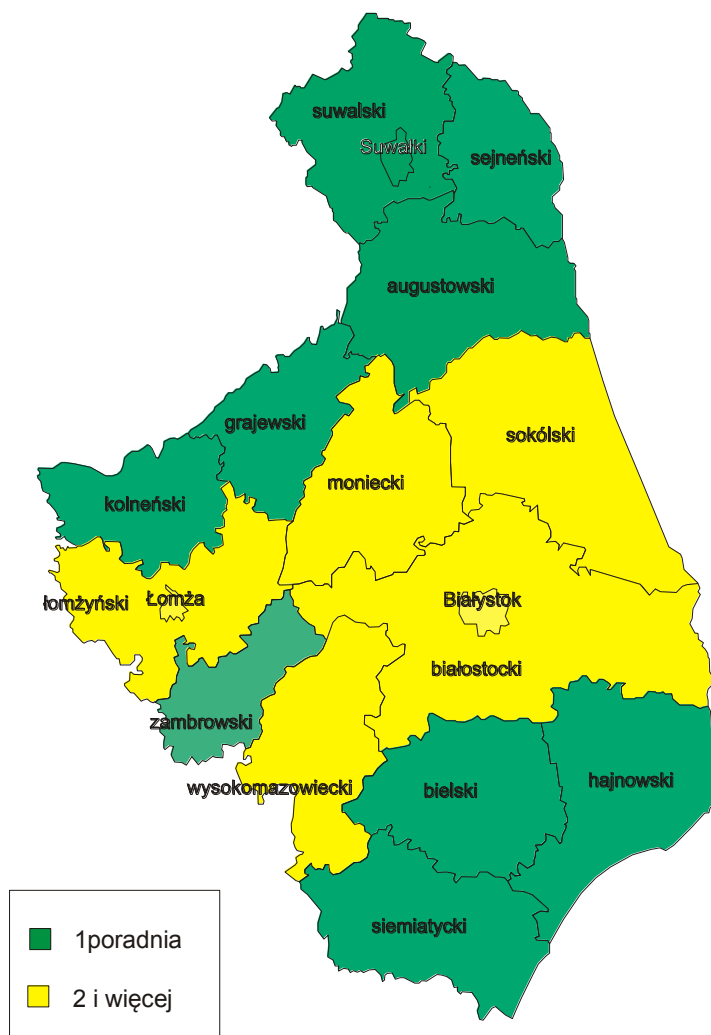 suwalski
Suwałki
sejneński
augustowski
grajewski
sokólski
moniecki
kolneński
łomżyński
Łomża
Białystok
białostocki
zambrowski
wysokomazowiecki
bielski
hajnowski
siemiatycki
1poradnia
2 i więcej